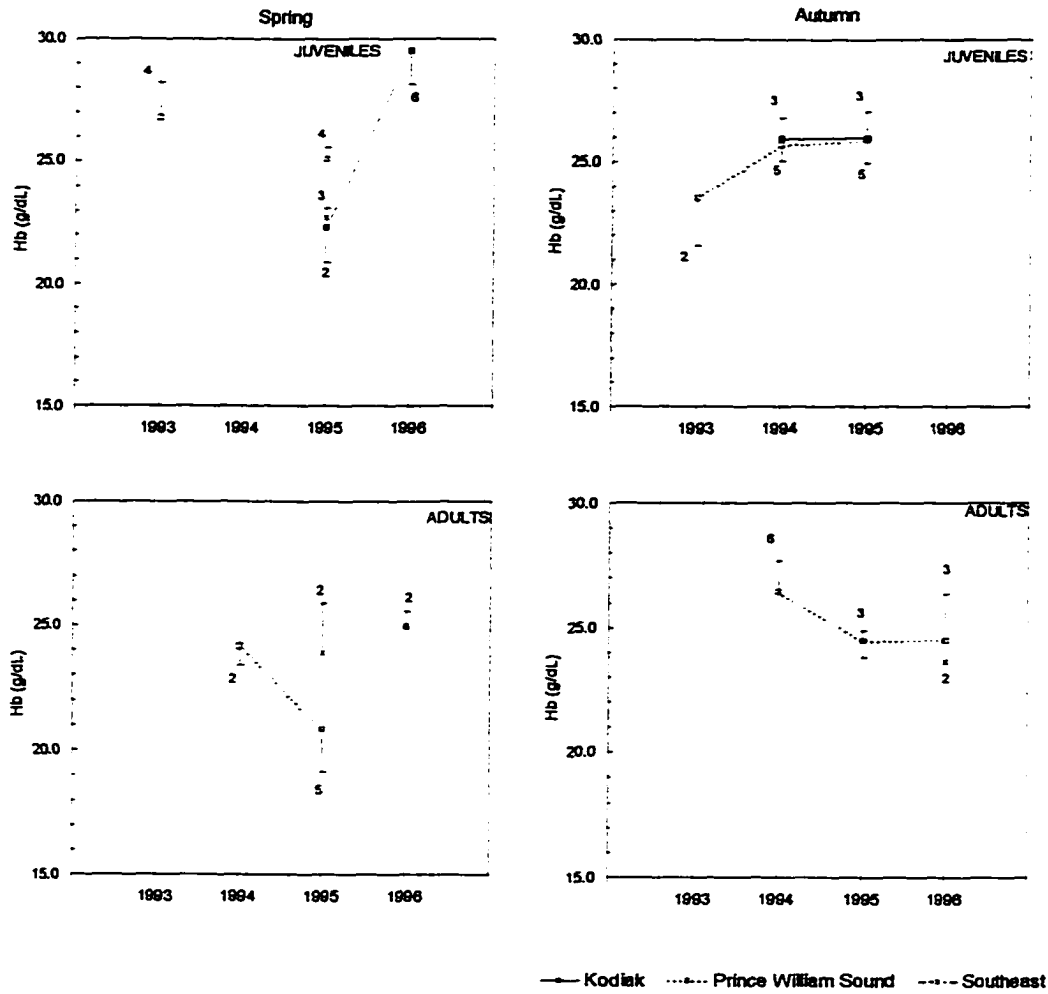 Spring
Autumn
30.0
JUVENILES
4
6
4
25.0
3
2
20.0
15.0
Hb (g/dL)
1993 1994 1995 1996
30.0
JUVENILES
3
3
5
5
25.0
2
20.0
15.0
Hb (g/dL)
1993 1994 1995 1996
30.0
ADULTS
2
2
25.0
2
20.0
5
15.0
Hb (g/dL)
1993 1994 1995 1996
30.0
ADULTS
6
3
3
25.0
2
20.0
15.0
Hb (g/dL)
1993 1994 1995 1996
Kodiak Prince William Sound Southeast